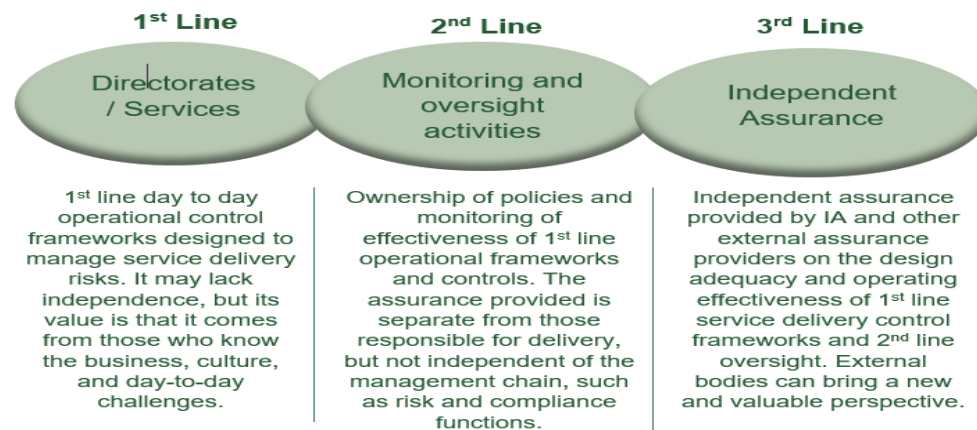 1st Line
Directorates
/ Services
1st line day to day
operational control
frameworks designed to
manage service delivery
risks. It may lack
independence, but its
value is that it comes
from those who know
the business, culture,
and day-to-day
challenges.
2nd Line
Monitoring and
oversight
activities
Ownership of policies and
monitoring of
effectiveness of 1st line
operational frameworks
and controls. The
assurance provided is
separate from those
responsible for delivery,
but not independent of the
management chain, such
as risk and compliance
functions.
3rd Line
Independent
Assurance
Independent assurance
provided by IA and other
external assurance
providers on the design
adequacy and operating
effectiveness of 1st line
service delivery control
frameworks and 2nd line
oversight. External
bodies can bring a new
and valuable perspective.